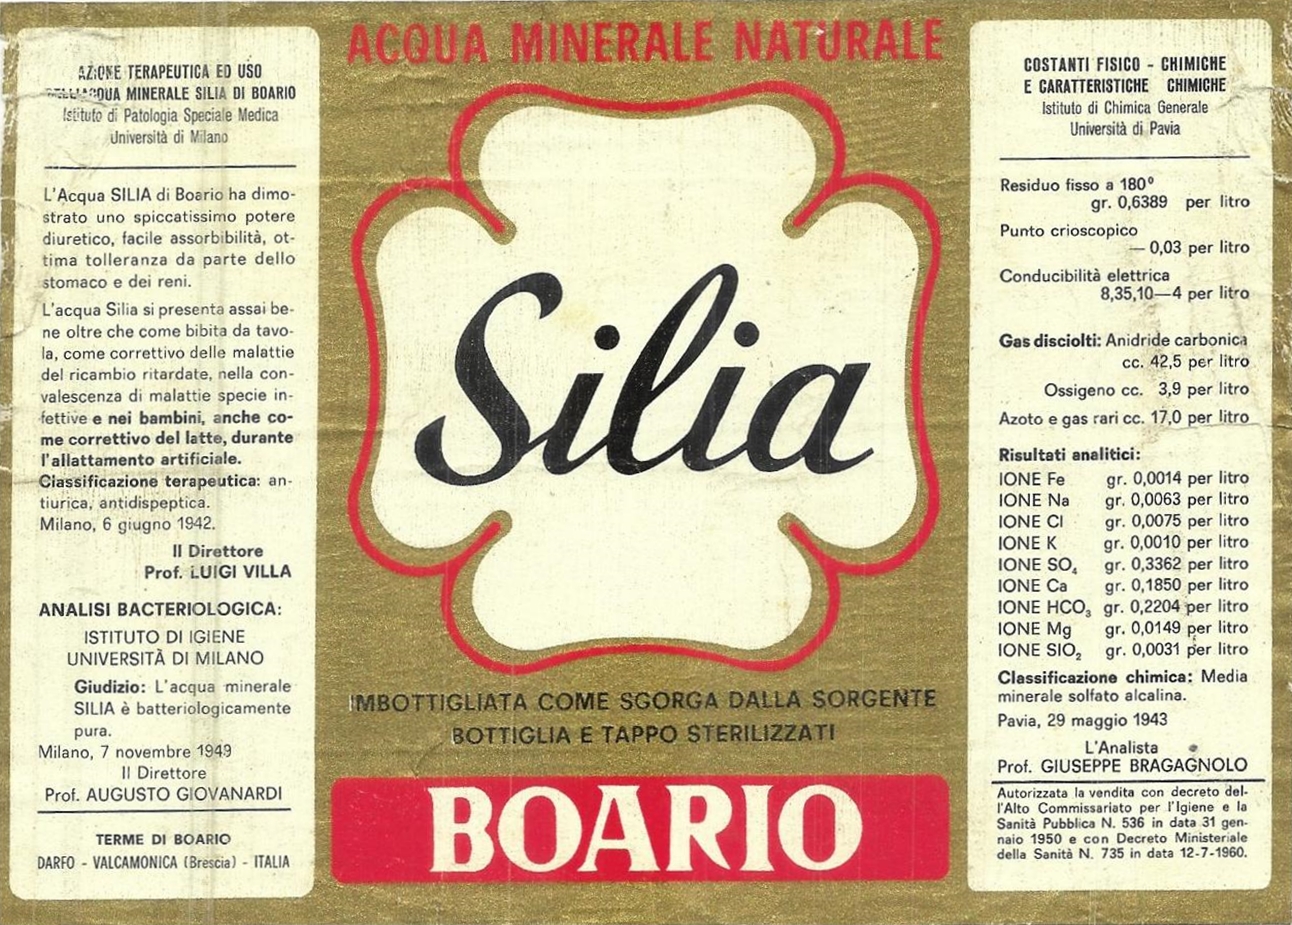 AZIONE TERAPEUTICA ED USO
DELL'ACQUA MINERALE SILIA DI BOARIO
Istituto di Patologia Speciale Medica
Università di Milano
L'Acqua SILIA di Boario ha dimo-
strato uno spiccatissimo potere
diuretico, facile assorbibilità, ot-
tima tolleranza da parte dello
stomaco e dei reni.
L'acqua Silia si presenta assai be-
ne oltre che come bibita da tavo-
la, come correttivo delle malattie
del ricambio ritardate, nella con-
valescenza di malattie specie in-
fettive e nei bambini, anche co-
me correttivo del latte, durante
l'allattamento artificiale.
Classificazione terapeutica: an-
tiurica, antidispeptica.
Milano, 6 giugno 1942.
Il Direttore
Prof. LUIGI VILLA
ANALISI BACTERIOLOGICA:
ISTITUTO DI IGIENE
UNIVERSITÀ DI MILANO
Giudizio: L'acqua minerale
SILIA è batteriologicamente
pura.
Milano, 7 novembre 1949
Il Direttore
Prof. AUGUSTO GIOVANARDI
TERME DI BOARIO
DARFO - VALCAMONICA (Brescia) - ITALIA
ACQUA MINERALE NATURALE
Silia
IMBOTTIGLIATA COME SGORGA DALLA SORGENTE
BOTTIGLIA E TAPPO STERILIZZATI
BOARIO
COSTANTI FISICO - CHIMICHE
E CARATTERISTICHE CHIMICHE
Istituto di Chimica Generale
Università di Pavia
Residuo fisso a 180°
gr. 0,6389 per litro
Punto crioscopico
— 0,03 per litro
Conducibilità elettrica
8,35,10—4 per litro
Gas disciolti: Anidride carbonica
cc. 42,5 per litro
Ossigeno cc. 3,9 per litro
Azoto e gas rari cc. 17,0 per litro
Risultati analitici:
IONE Fe gr. 0,0014 per litro
IONE Na gr. 0,0063 per litro
IONE Cl gr. 0,0075 per litro
IONE K gr. 0,0010 per litro
IONE SO₄ gr. 0,3362 per litro
IONE Ca gr. 0,1850 per litro
IONE HCO₃ gr. 0,2204 per litro
IONE Mg gr. 0,0149 per litro
IONE SIO₂ gr. 0,0031 per litro
Classificazione chimica: Media
minerale solfato alcalina.
Pavia, 29 maggio 1943
L'Analista
Prof. GIUSEPPE BRAGAGNOLO
Autorizzata la vendita con decreto del-
l'Alto Commissariato per l'Igiene e la
Sanità Pubblica N. 536 in data 31 gen-
naio 1950 e con Decreto Ministeriale
della Sanità N. 735 in data 12-7-1960.